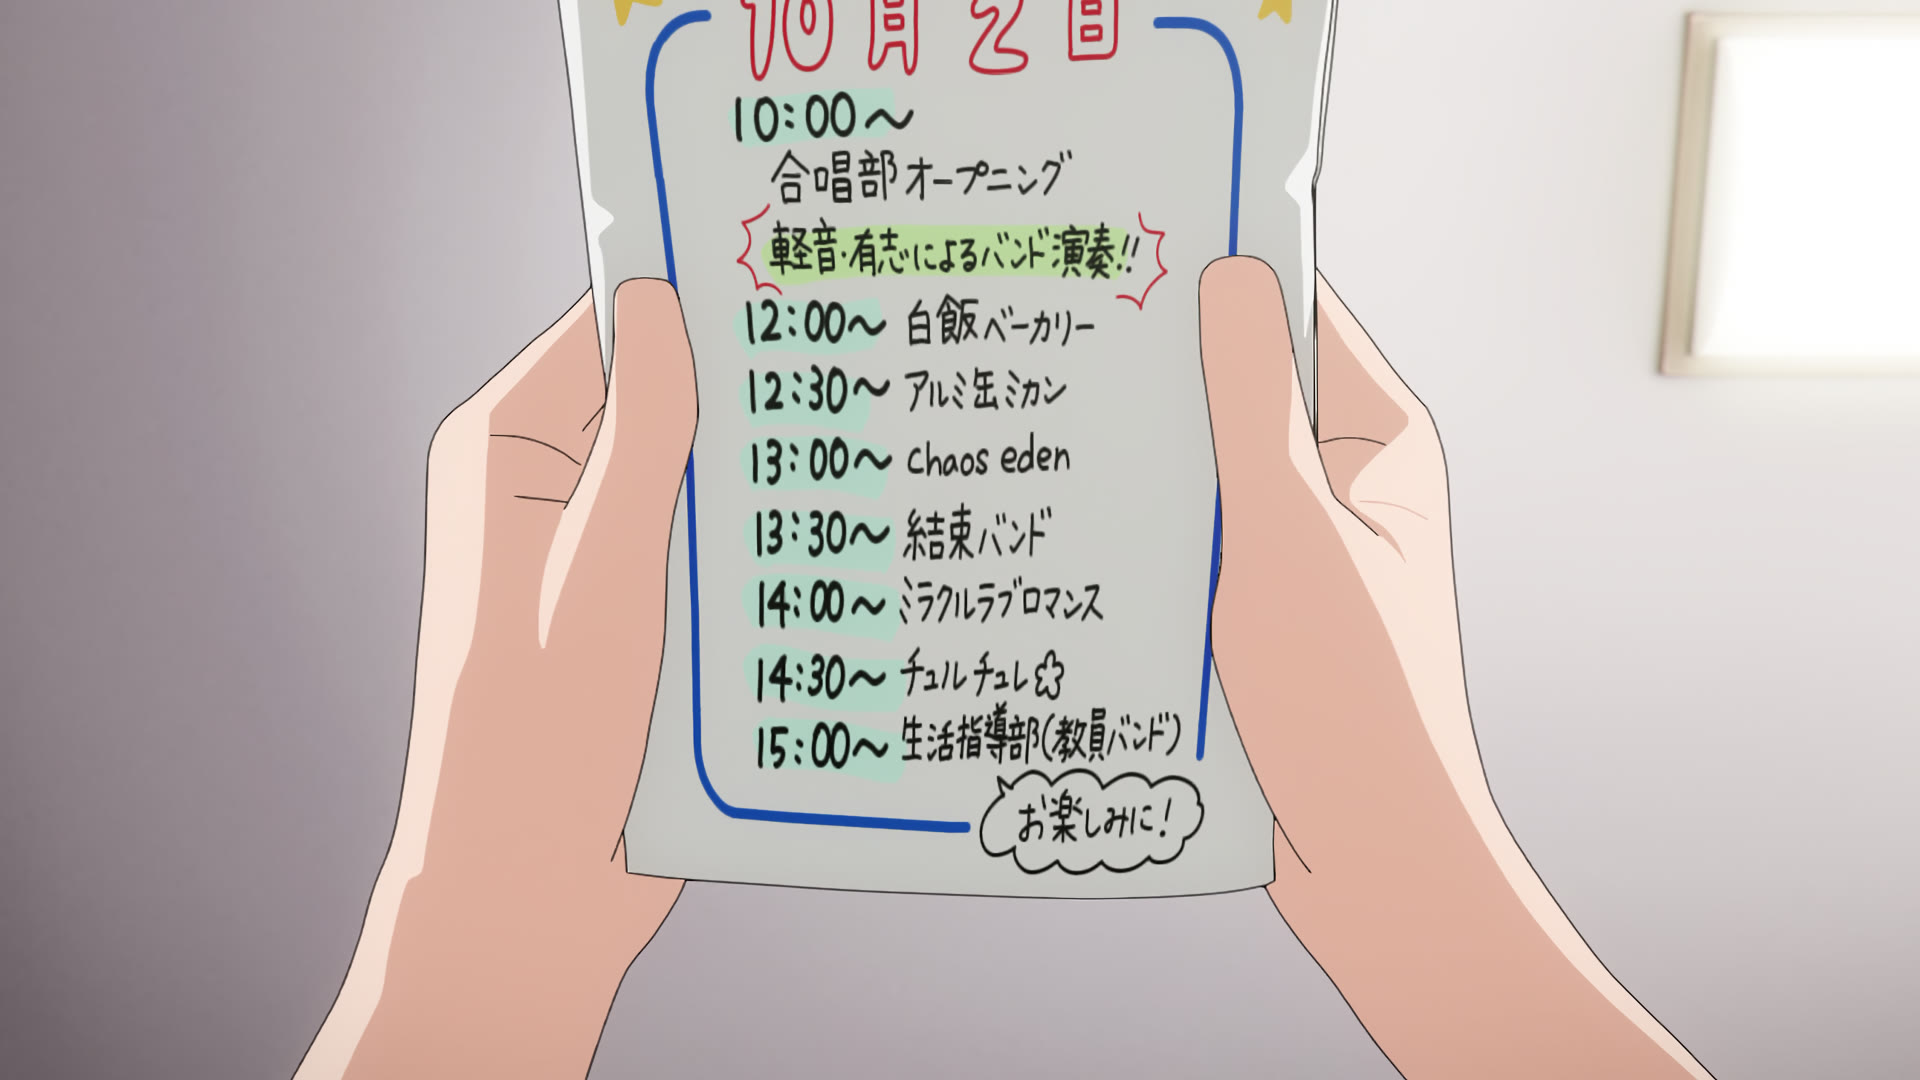 10月2日
10:00～
合唱部オープニング
軽音・有志によるバンド演奏!!
12:00～ 白飯ベーカリー
12:30～ アルミ缶ミカン
13:00～ chaos eden
13:30～ 結束バンド
14:00～ ミラクルラブロマンス
14:30～ チュルチュレ✿
15:00～ 生活指導部(教員バンド)
お楽しみに!